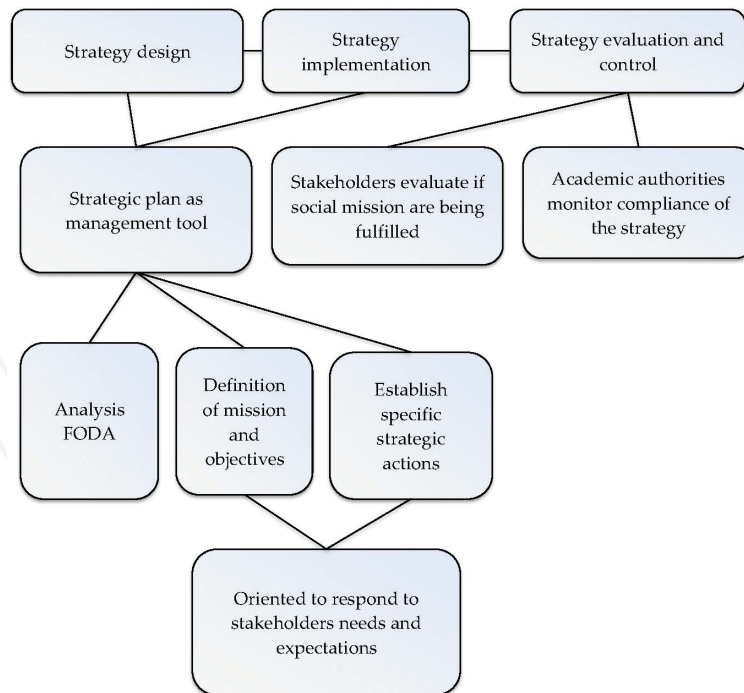 Strategy design
Strategy
implementation
Strategy evaluation and
control
Strategic plan as
management tool
Stakeholders evaluate if
social mission are being
fulfilled
Academic authorities
monitor compliance of
the strategy
Analysis
FODA
Definition
of mission
and
objectives
Establish
specific
strategic
actions
Oriented to respond to
stakeholders needs and
expectations